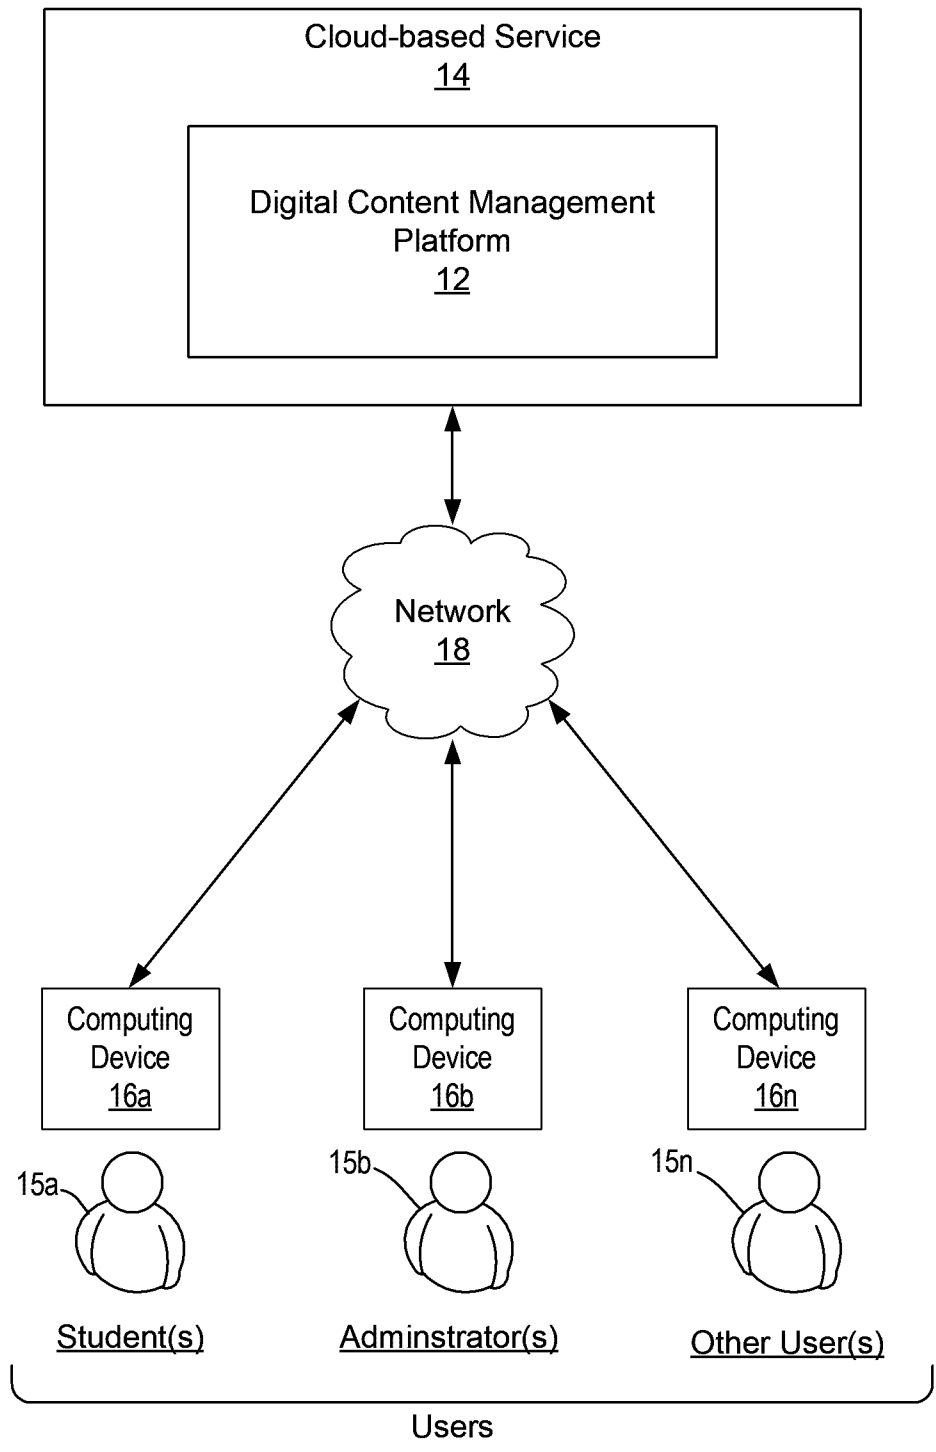 Cloud-based Service
14
Digital Content Management
Platform
12
Network
18
Computing
Device
16a
Computing
Device
16b
Computing
Device
16n
15a
15b
15n
Student(s)
Adminstrator(s)
Other User(s)
Users